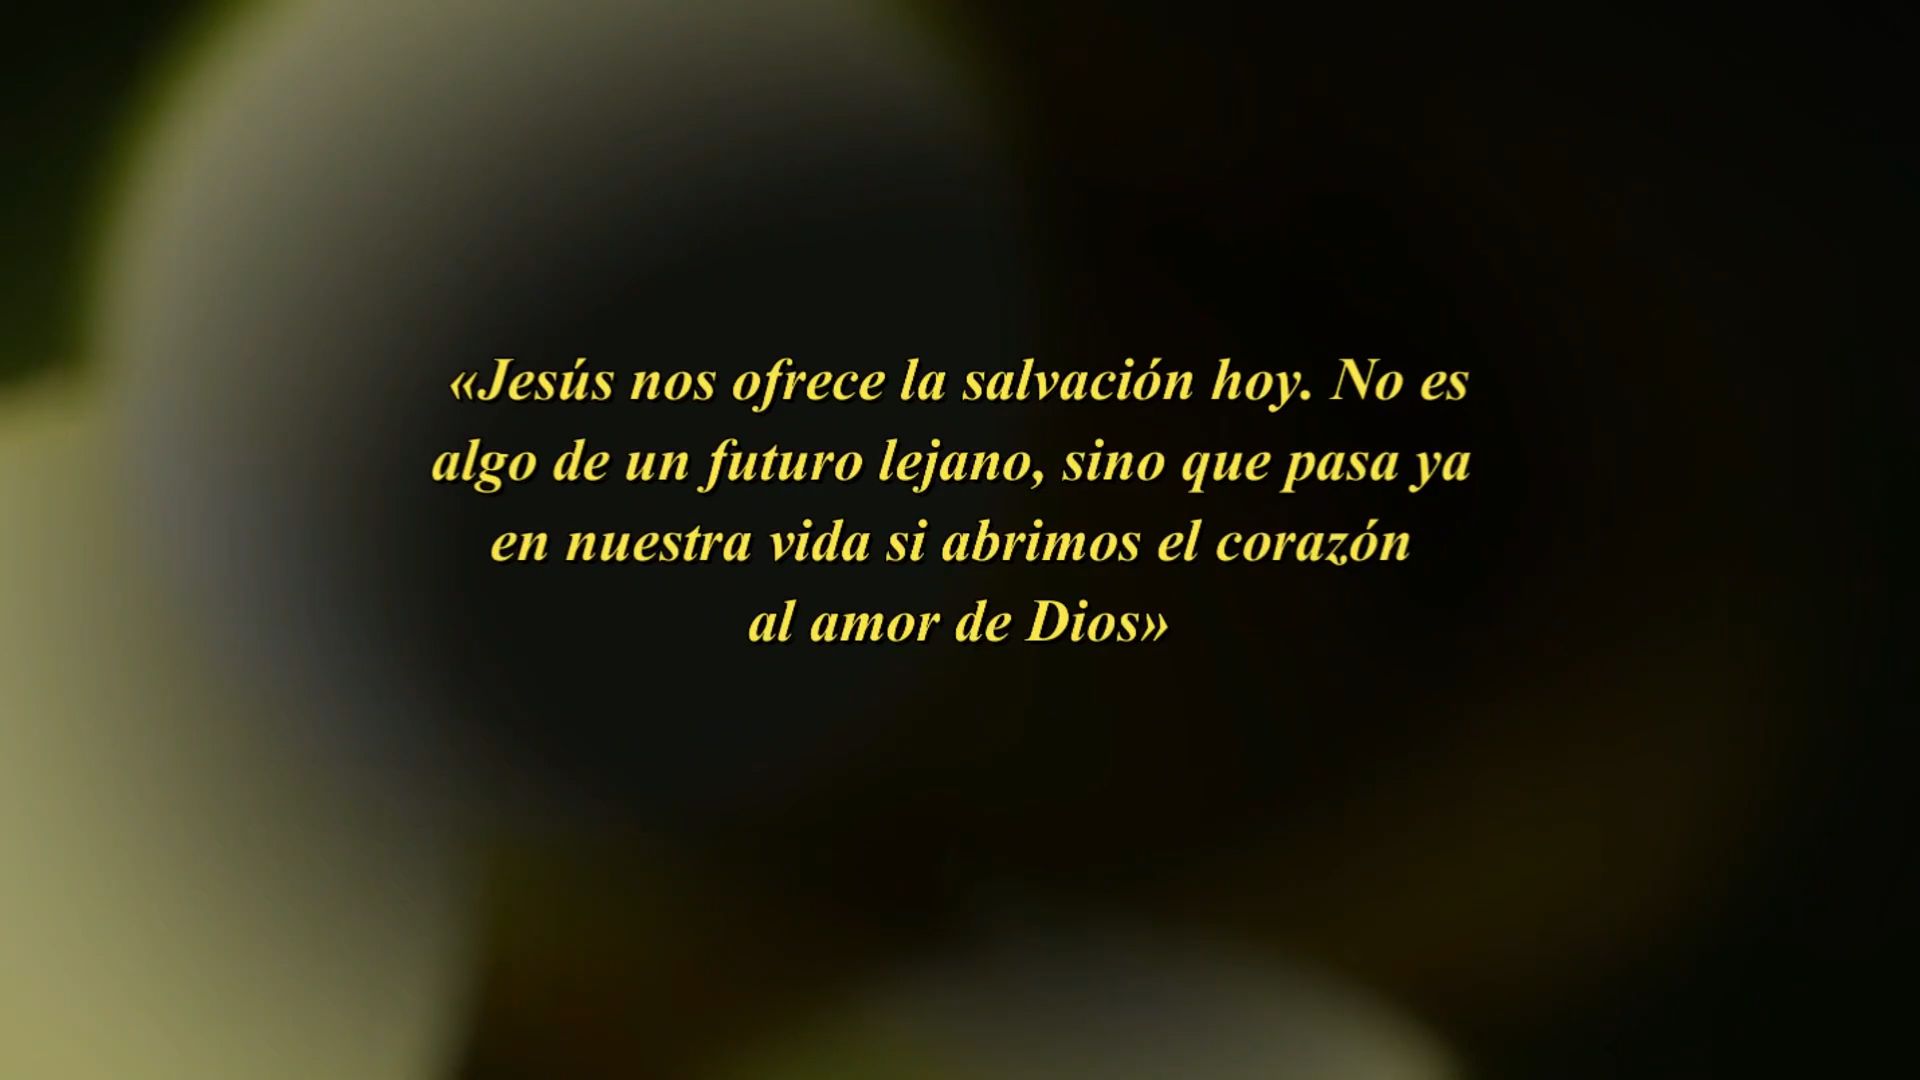 «Jesús nos ofrece la salvación hoy. No es
algo de un futuro lejano, sino que pasa ya
en nuestra vida si abrimos el corazón
al amor de Dios»